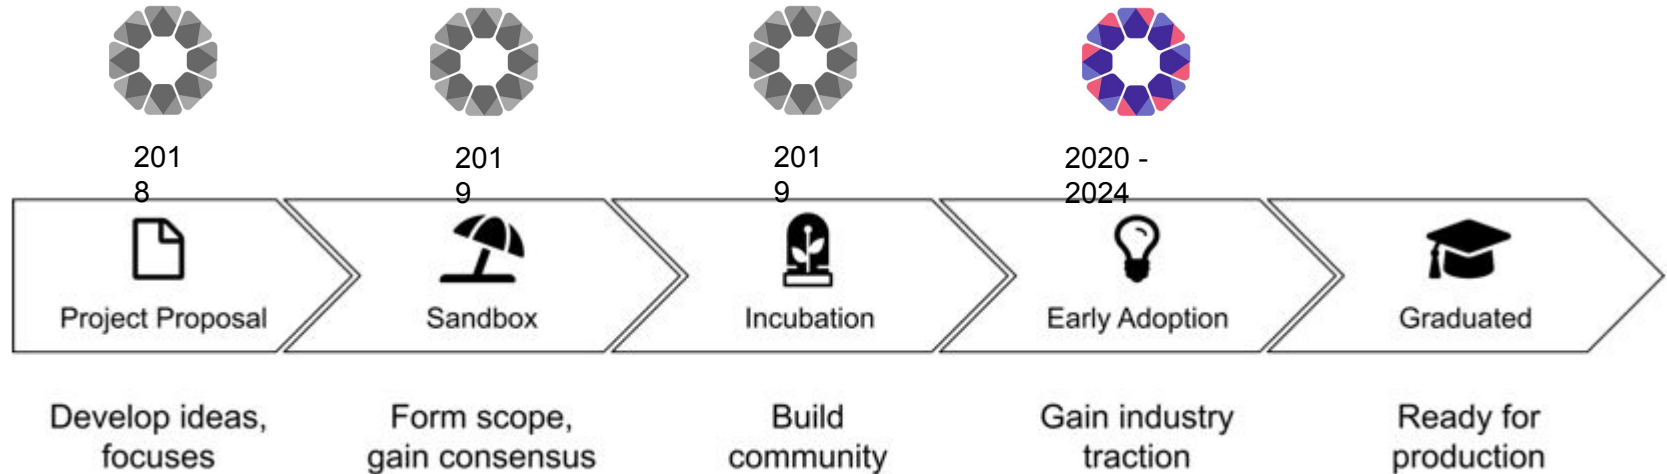 201
8
201
9
201
9
2020 -
2024
Project Proposal
Sandbox
Incubation
Early Adoption
Graduated
Develop ideas,
focuses
Form scope,
gain consensus
Build
community
Gain industry
traction
Ready for
production